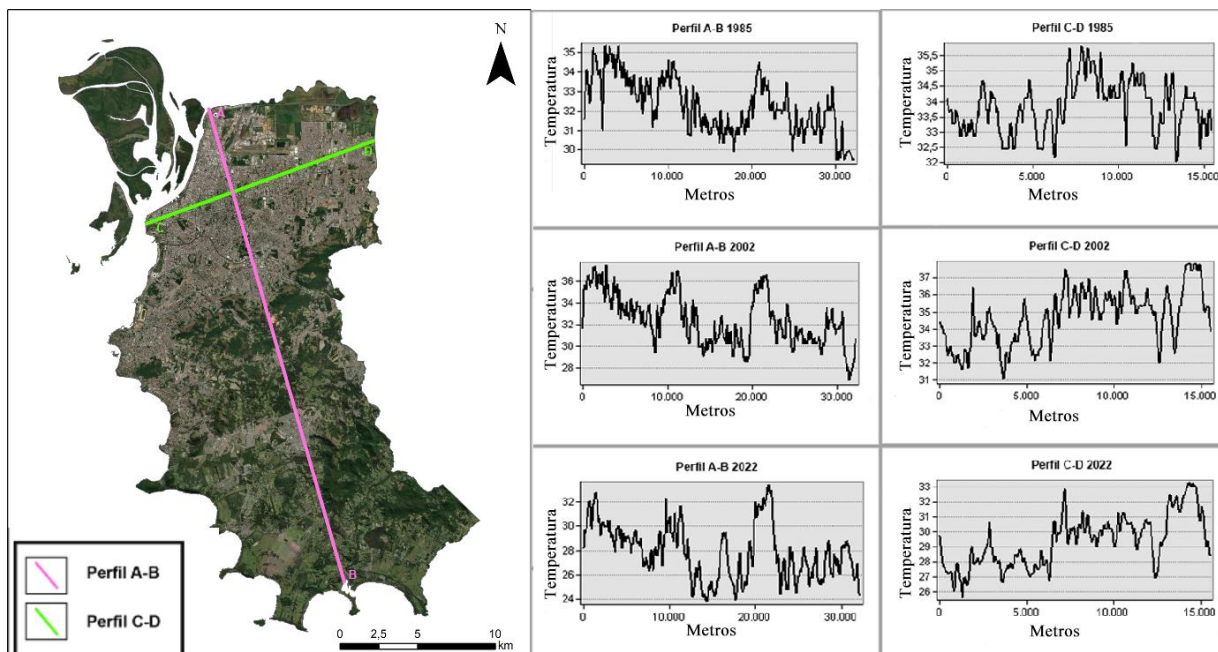 N
A
D
C
B
Perfil A-B
Perfil C-D
0 2,5 5 10
km
Perfil A-B 1985
Temperatura
35
34
33
32
31
30
0 10.000 20.000 30.000
Metros
Perfil C-D 1985
Temperatura
35,5
35
34,5
34
33,5
33
32,5
32
0 5.000 10.000 15.000
Metros
Perfil A-B 2002
Temperatura
36
34
32
30
28
0 10.000 20.000 30.000
Metros
Perfil C-D 2002
Temperatura
37
36
35
34
33
32
31
0 5.000 10.000 15.000
Metros
Perfil A-B 2022
Temperatura
32
30
28
26
24
0 10.000 20.000 30.000
Metros
Perfil C-D 2022
Temperatura
33
32
31
30
29
28
27
26
0 5.000 10.000 15.000
Metros